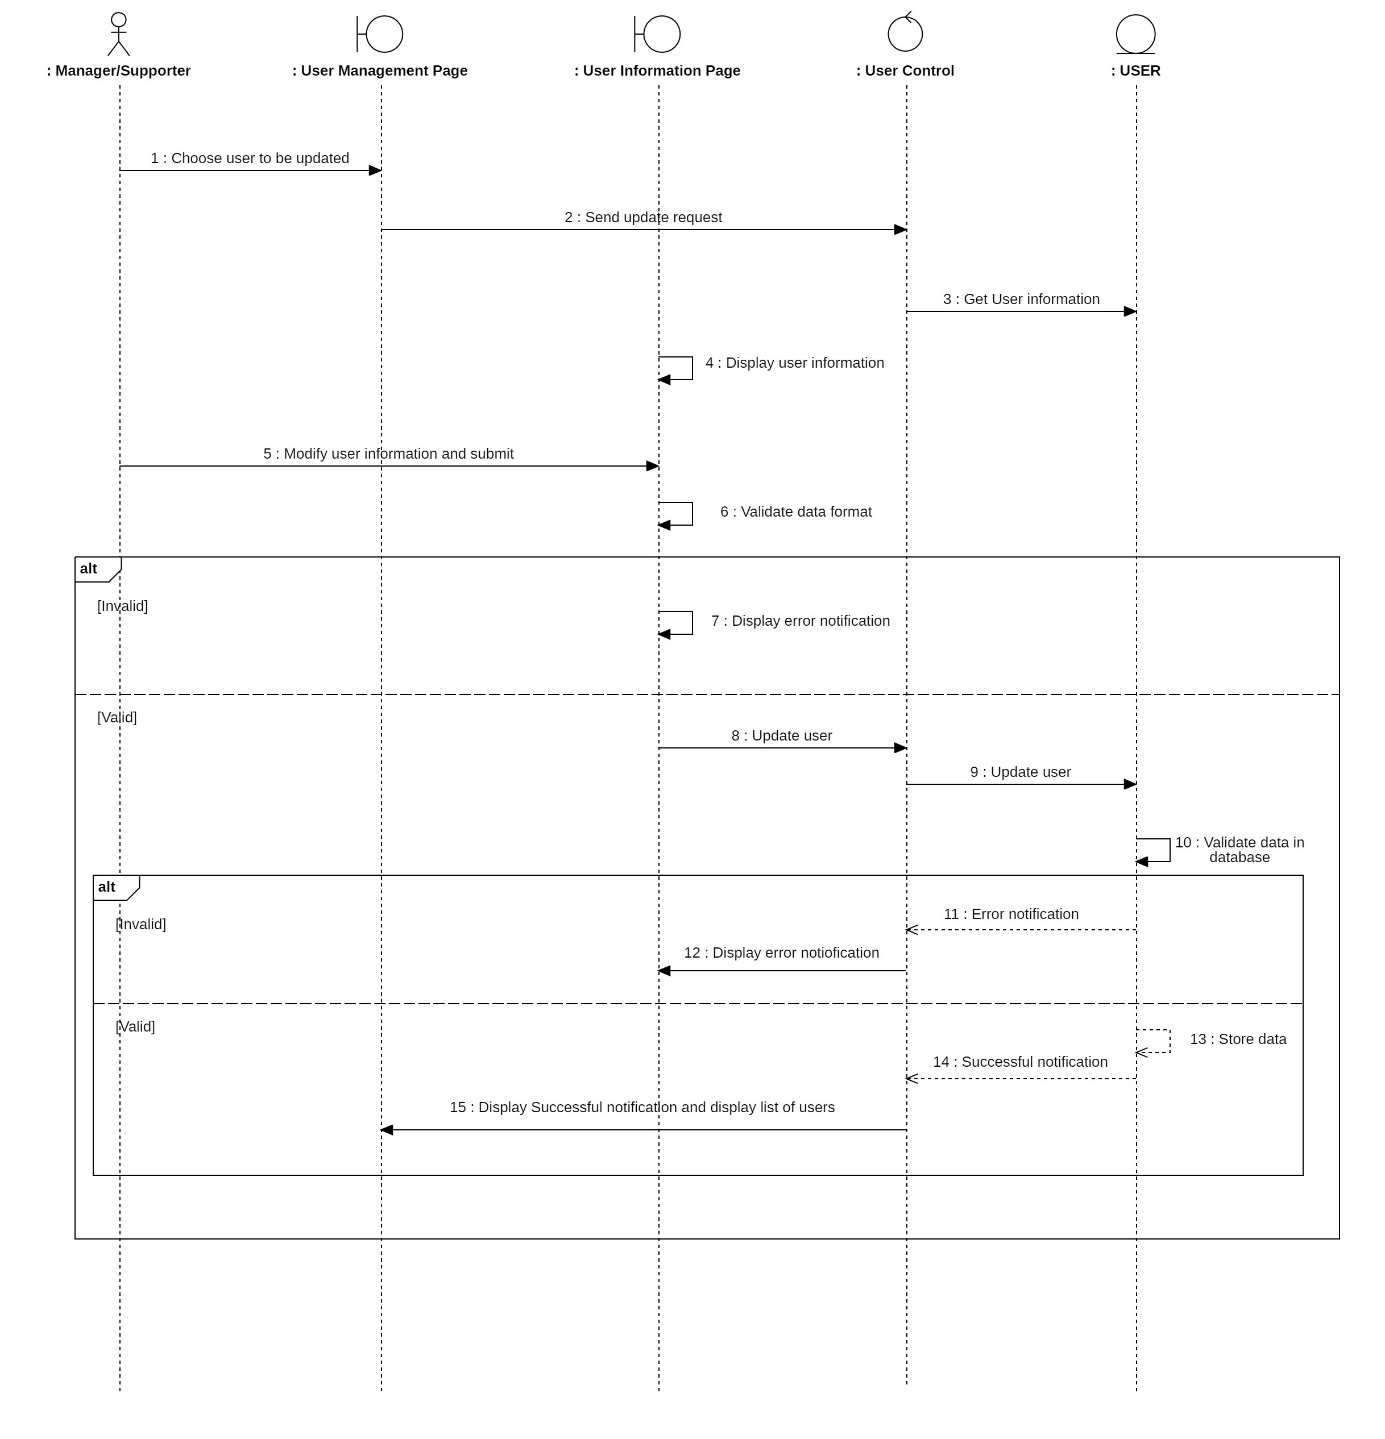 : Manager/Supporter
: User Management Page
: User Information Page
: User Control
: USER
1 : Choose user to be updated
2 : Send update request
3 : Get User information
4 : Display user information
5 : Modify user information and submit
6 : Validate data format
alt
[Invalid]
7 : Display error notification
[Valid]
8 : Update user
9 : Update user
10 : Validate data in
database
alt
[Invalid]
11 : Error notification
12 : Display error notiofication
[Valid]
13 : Store data
14 : Successful notification
15 : Display Successful notification and display list of users